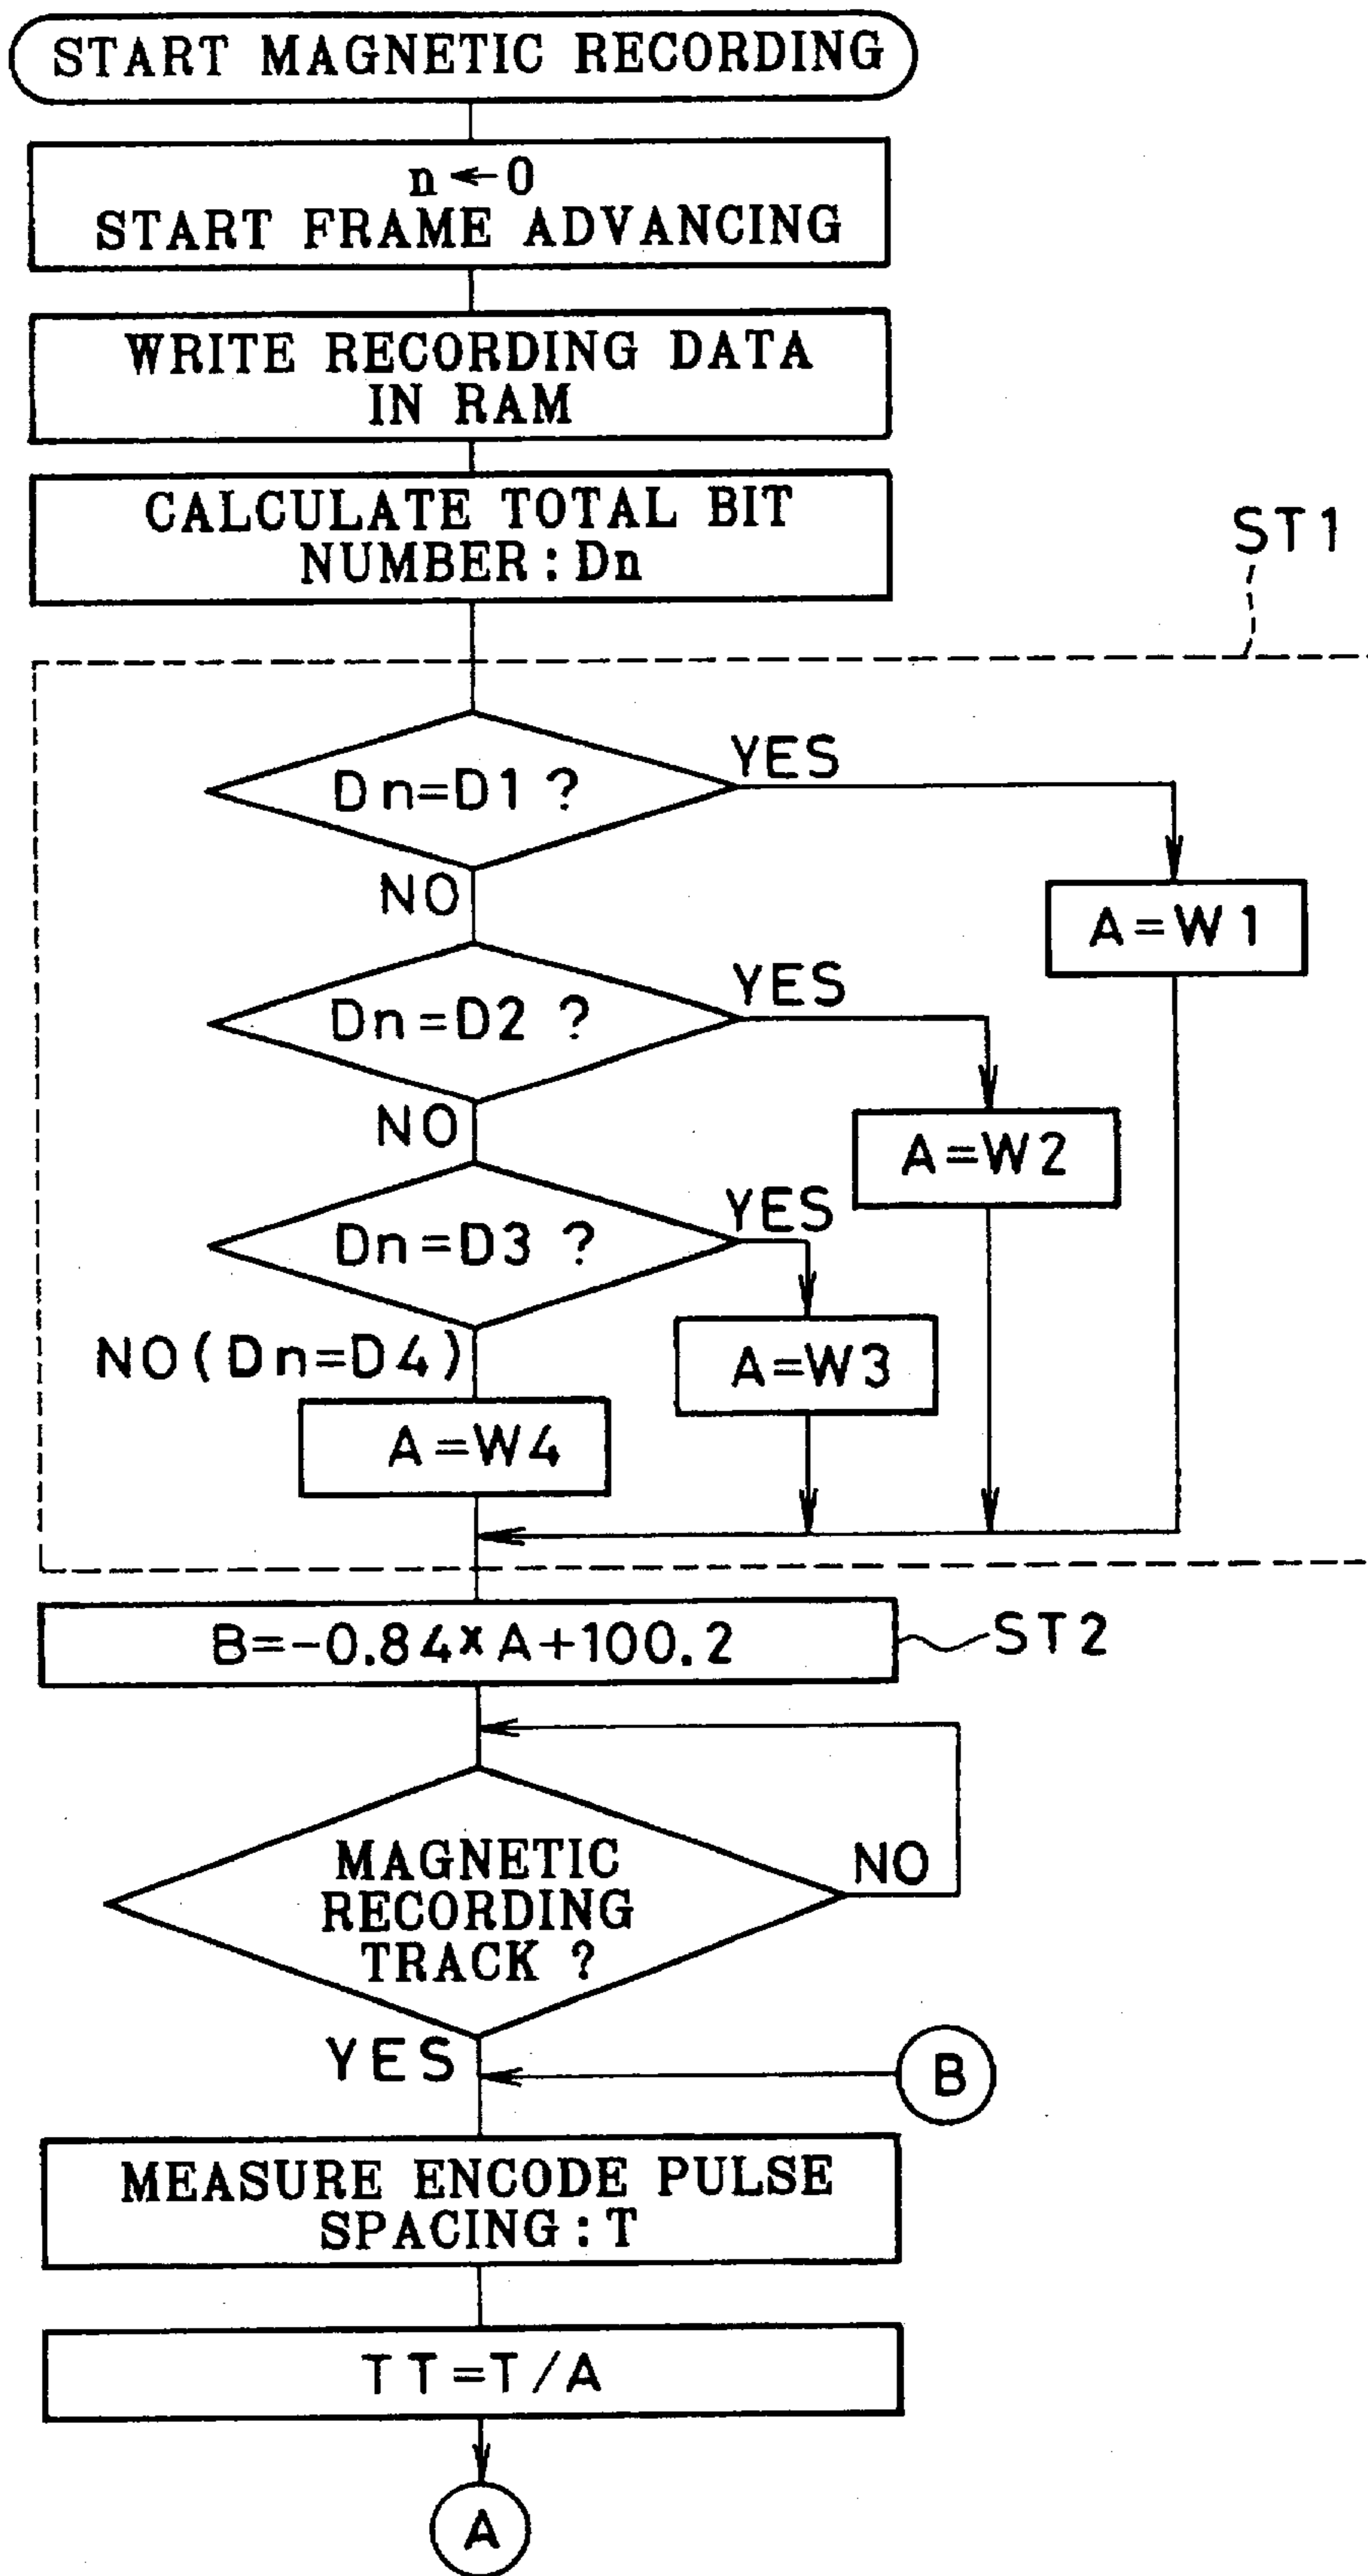 START MAGNETIC RECORDING
n←0
START FRAME ADVANCING
WRITE RECORDING DATA
IN RAM
CALCULATE TOTAL BIT
NUMBER : Dn
ST1
Dn=D1 ?
YES
NO
A=W1
Dn=D2 ?
YES
NO
A=W2
Dn=D3 ?
YES
NO(Dn=D4)
A=W3
A=W4
B=-0.84×A+100.2
ST2
MAGNETIC
RECORDING
TRACK ?
NO
YES
B
MEASURE ENCODE PULSE
SPACING : T
TT=T/A
A